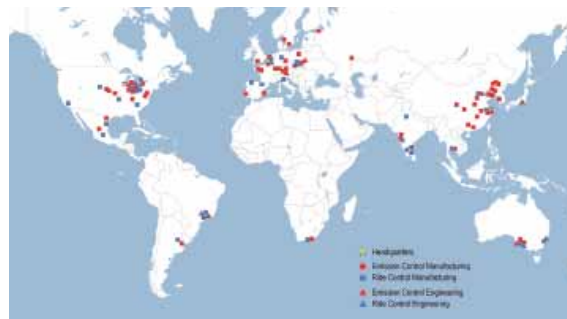 Headquarters
Emission Control Manufacturing
Ride Control Manufacturing
Emission Control Engineering
Ride Control Engineering